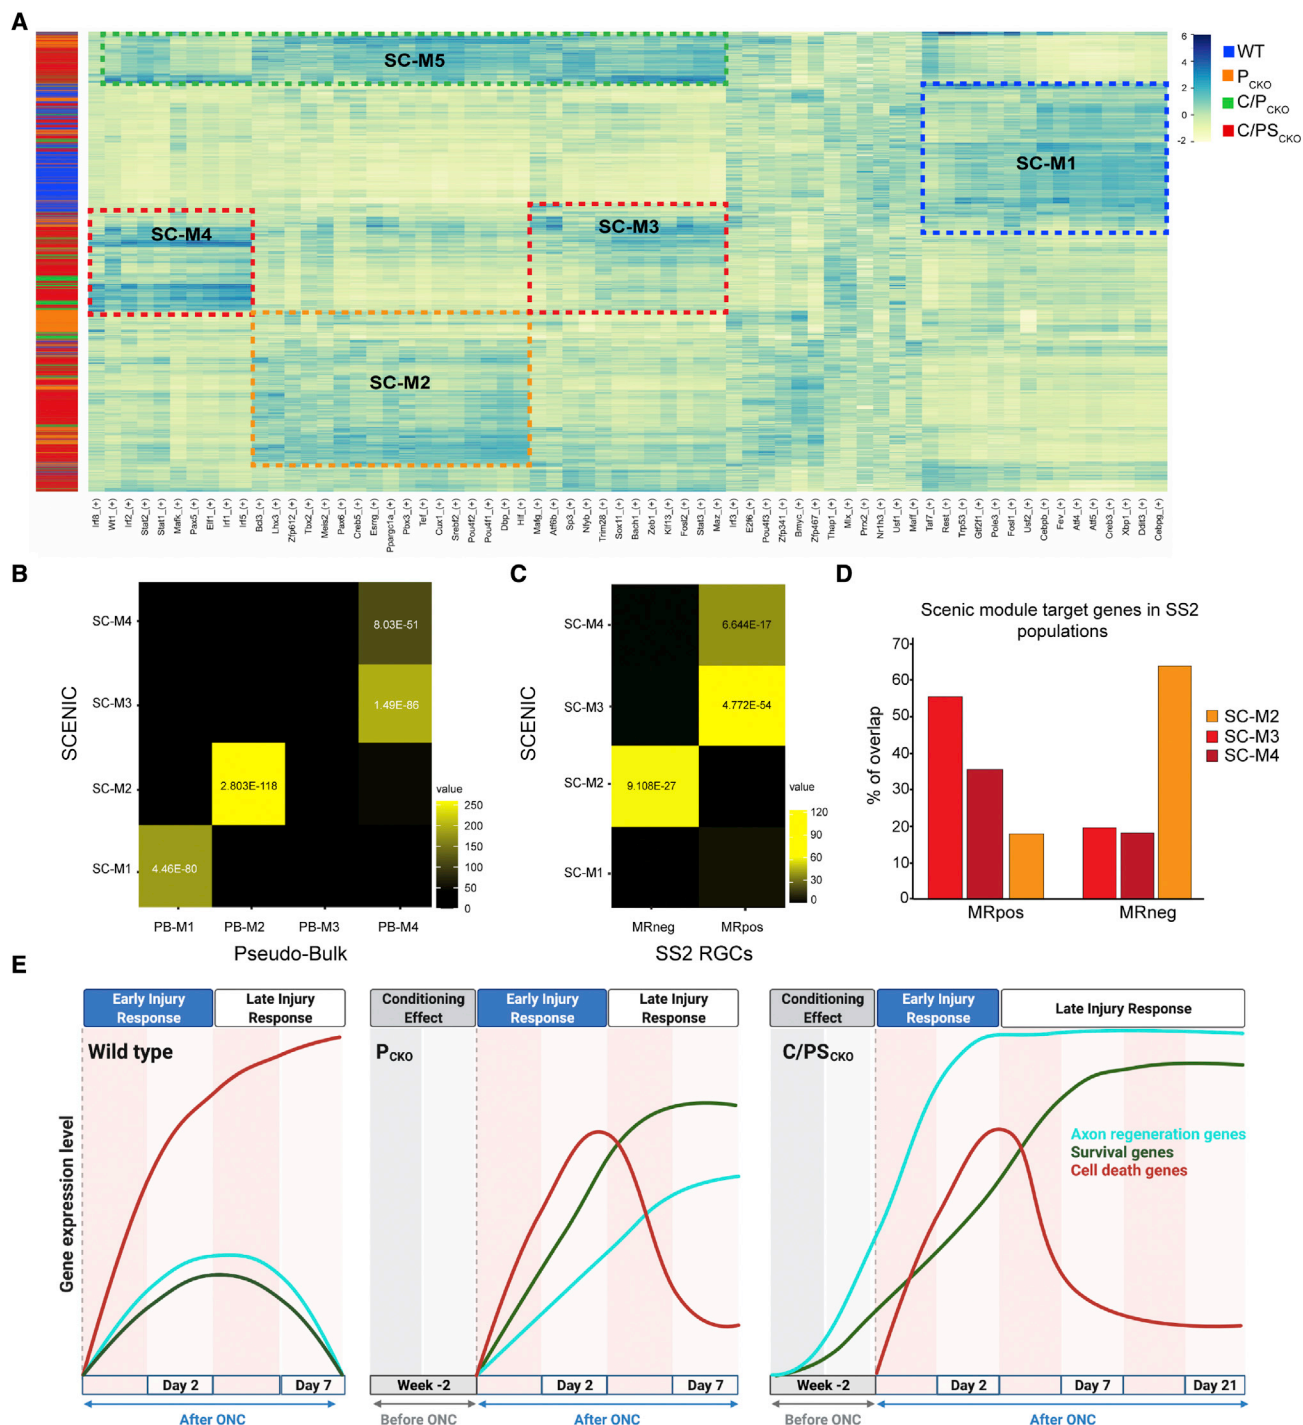 A
SC-M5
SC-M1
SC-M4
SC-M3
SC-M2
6
4
2
0
-2
WT
PCKO
C/PCKO
C/PSCKO
Irf8_(+)
Wt1_(+)
Irf2_(+)
Stat2_(+)
Stat1_(+)
Mafk_(+)
Pax5_(+)
Elf1_(+)
Irf1_(+)
Irf5_(+)
Bcl3_(+)
Lhx3_(+)
Zfp612_(+)
Tbx2_(+)
Meis2_(+)
Pax6_(+)
Creb5_(+)
Esrrg_(+)
Ppargc1a_(+)
Pbx3_(+)
Tef_(+)
Cux1_(+)
Smhbf2_(+)
Pou4f2_(+)
Pou4f1_(+)
Dbp_(+)
Hlf_(+)
Mafg_(+)
Atf6b_(+)
Sp3_(+)
Nfyb_(+)
Trim28_(+)
Sox11_(+)
Bach1_(+)
Zeb1_(+)
Klf13_(+)
Fosl2_(+)
Stat3_(+)
Maz_(+)
Irf3_(+)
E2f6_(+)
Pou4f3_(+)
Zfp341_(+)
Bmyc_(+)
Zfp467_(+)
Thap1_(+)
Mlx_(+)
Prrx2_(+)
Nr1h3_(+)
Usf1_(+)
Maff_(+)
Taf7_(+)
Rest_(+)
Trp53_(+)
Gtf2f1_(+)
Pole3_(+)
Fosl1_(+)
Usf2_(+)
Cebpb_(+)
Fev_(+)
Atf4_(+)
Atf5_(+)
Creb3_(+)
Xbp1_(+)
Ddit3_(+)
Cebpg_(+)
B
SCENIC
SC-M4
SC-M3
SC-M2
SC-M1
8.03E-51
1.49E-86
2.803E-118
4.46E-80
value
250
200
150
100
50
0
PB-M1 PB-M2 PB-M3 PB-M4
Pseudo-Bulk
C
SCENIC
SC-M4
SC-M3
SC-M2
SC-M1
6.644E-17
4.772E-54
9.108E-27
value
120
90
60
30
0
MRneg MRpos
SS2 RGCs
D
Scenic module target genes in SS2
populations
% of overlap
70
60
50
40
30
20
10
0
MRpos MRneg
SC-M2
SC-M3
SC-M4
E
Gene expression level
Early Injury
Response
Late Injury
Response
Wild type
Day 2 Day 7
After ONC
Conditioning
Effect
Early Injury
Response
Late Injury
Response
PCKO
Week -2 Day 2 Day 7
Before ONC After ONC
Conditioning
Effect
Early Injury
Response
Late Injury Response
C/PSCKO
Axon regeneration genes
Survival genes
Cell death genes
Week -2 Day 2 Day 7 Day 21
Before ONC After ONC